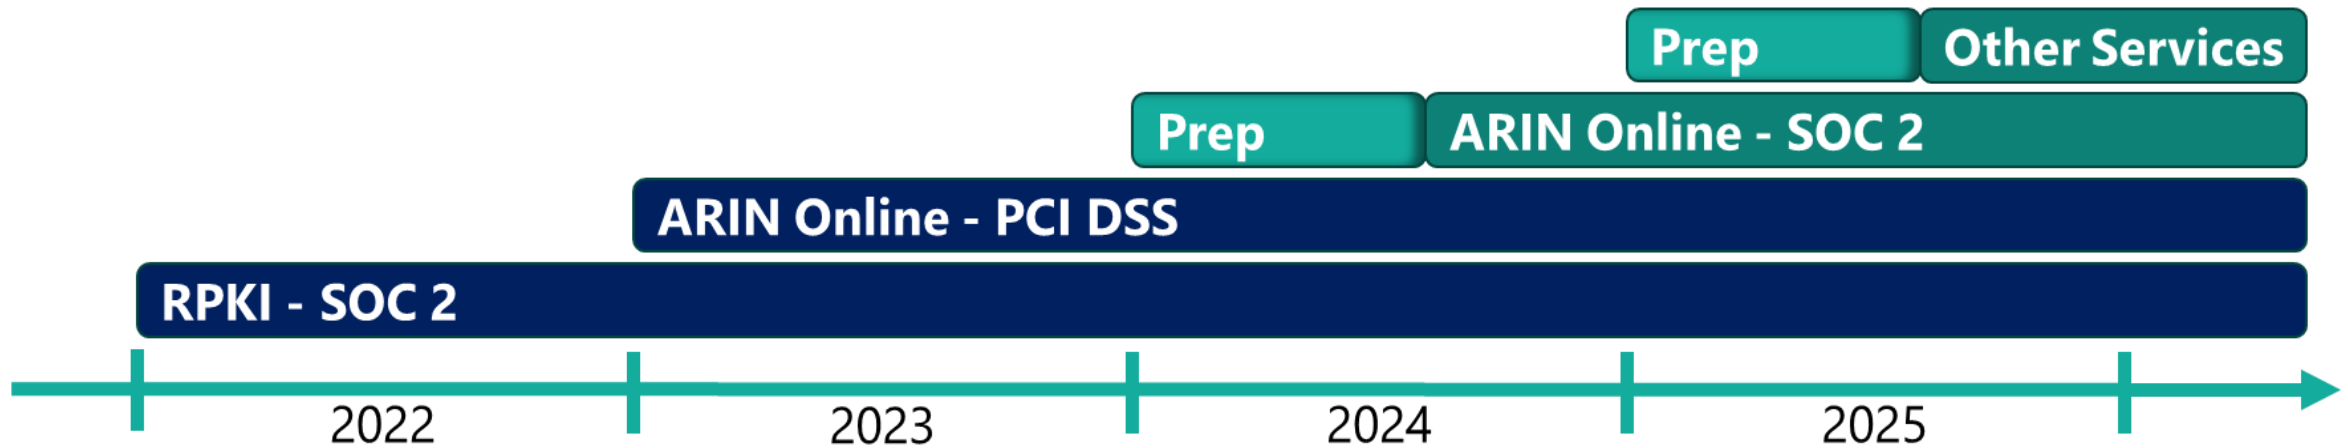 Prep
Other Services
Prep
ARIN Online - SOC 2
ARIN Online - PCI DSS
RPKI - SOC 2
2022
2023
2024
2025